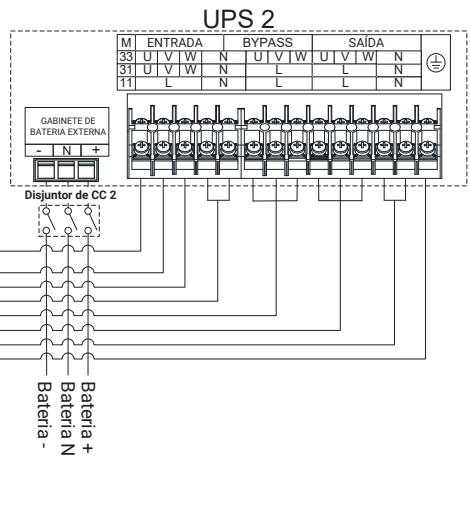 UPS 2
M ENTRADA BYPASS SAÍDA
33 U V W N U V W U V W N
31 U V W N L L N
11 L N L L N
GABINETE DE
BATERIA EXTERNA
- N +
Disjuntor de CC 2
Bateria -
Bateria N
Bateria +